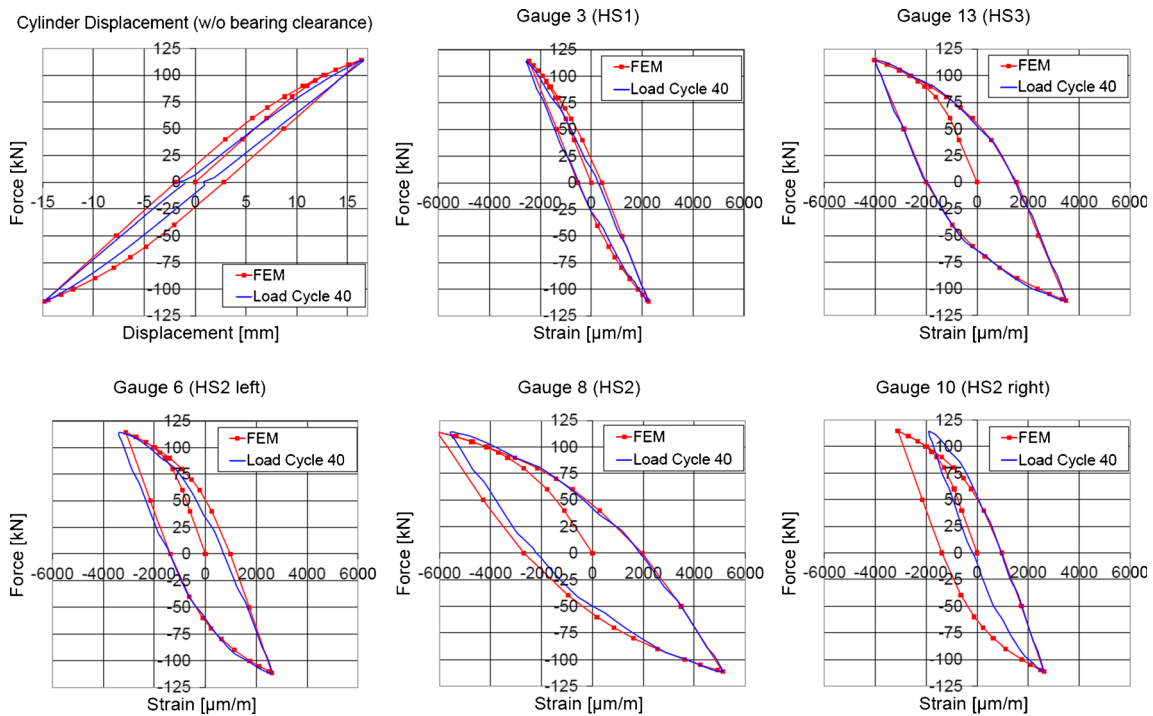 Cylinder Displacement (w/o bearing clearance)
125
100
75
50
25
0
-15 -10 -5 0 5 10 15
-25
-50
-75
-100
-125
Force [kN]
Displacement [mm]
FEM
Load Cycle 40
Gauge 3 (HS1)
125
100
75
50
25
0
-6000 -4000 -2000 0 2000 4000 6000
-25
-50
-75
-100
-125
Force [kN]
Strain [µm/m]
FEM
Load Cycle 40
Gauge 13 (HS3)
125
100
75
50
25
0
-6000 -4000 -2000 0 2000 4000 6000
-25
-50
-75
-100
-125
Force [kN]
Strain [µm/m]
FEM
Load Cycle 40
Gauge 6 (HS2 left)
125
100
75
50
25
0
-6000 -4000 -2000 0 2000 4000 6000
-25
-50
-75
-100
-125
Force [kN]
Strain [µm/m]
FEM
Load Cycle 40
Gauge 8 (HS2)
125
100
75
50
25
0
-6000 -4000 -2000 0 2000 4000 6000
-25
-50
-75
-100
-125
Force [kN]
Strain [µm/m]
FEM
Load Cycle 40
Gauge 10 (HS2 right)
125
100
75
50
25
0
-6000 -4000 -2000 0 2000 4000 6000
-25
-50
-75
-100
-125
Force [kN]
Strain [µm/m]
FEM
Load Cycle 40